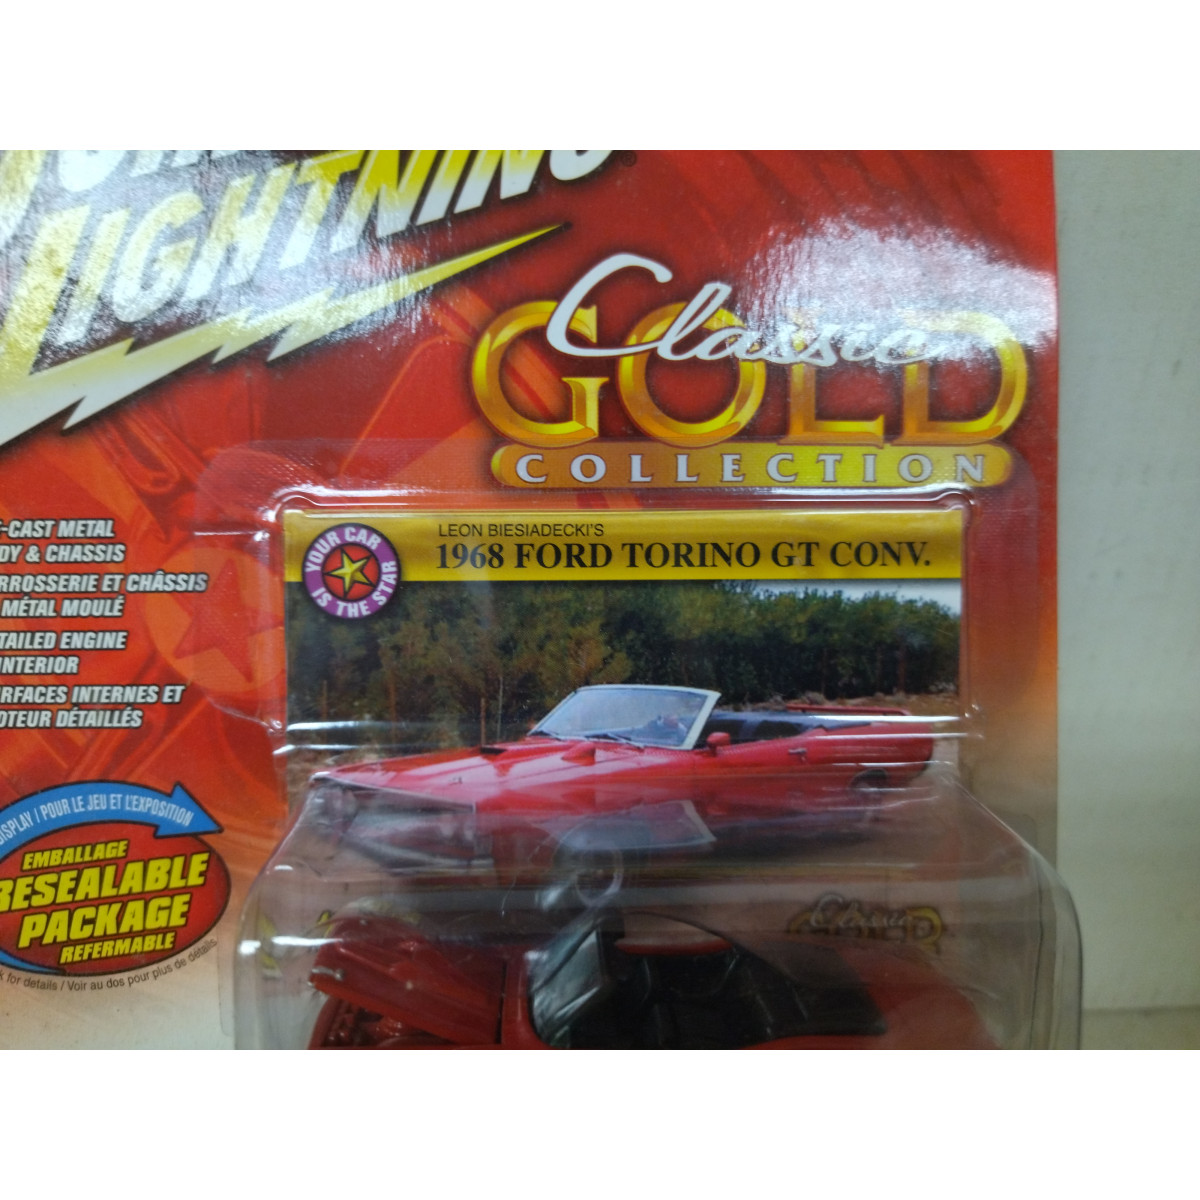 LIGHTNING
Classic
GOLD
COLLECTION
LEON BIESIADECKI'S
1968 FORD TORINO GT CONV.
YOUR CAR
IS THE STAR
-CAST METAL
DY & CHASSIS
RROSSERIE ET CHÂSSIS
MÉTAL MOULÉ
TAILED ENGINE
INTERIOR
RFACES INTERNES ET
OTEUR DÉTAILLÉS
DISPLAY / POUR LE JEU ET L'EXPOSITION
EMBALLAGE
RESEALABLE
PACKAGE
REFERMABLE
k for details / Voir au dos pour plus de détails.
Classic
GOLD